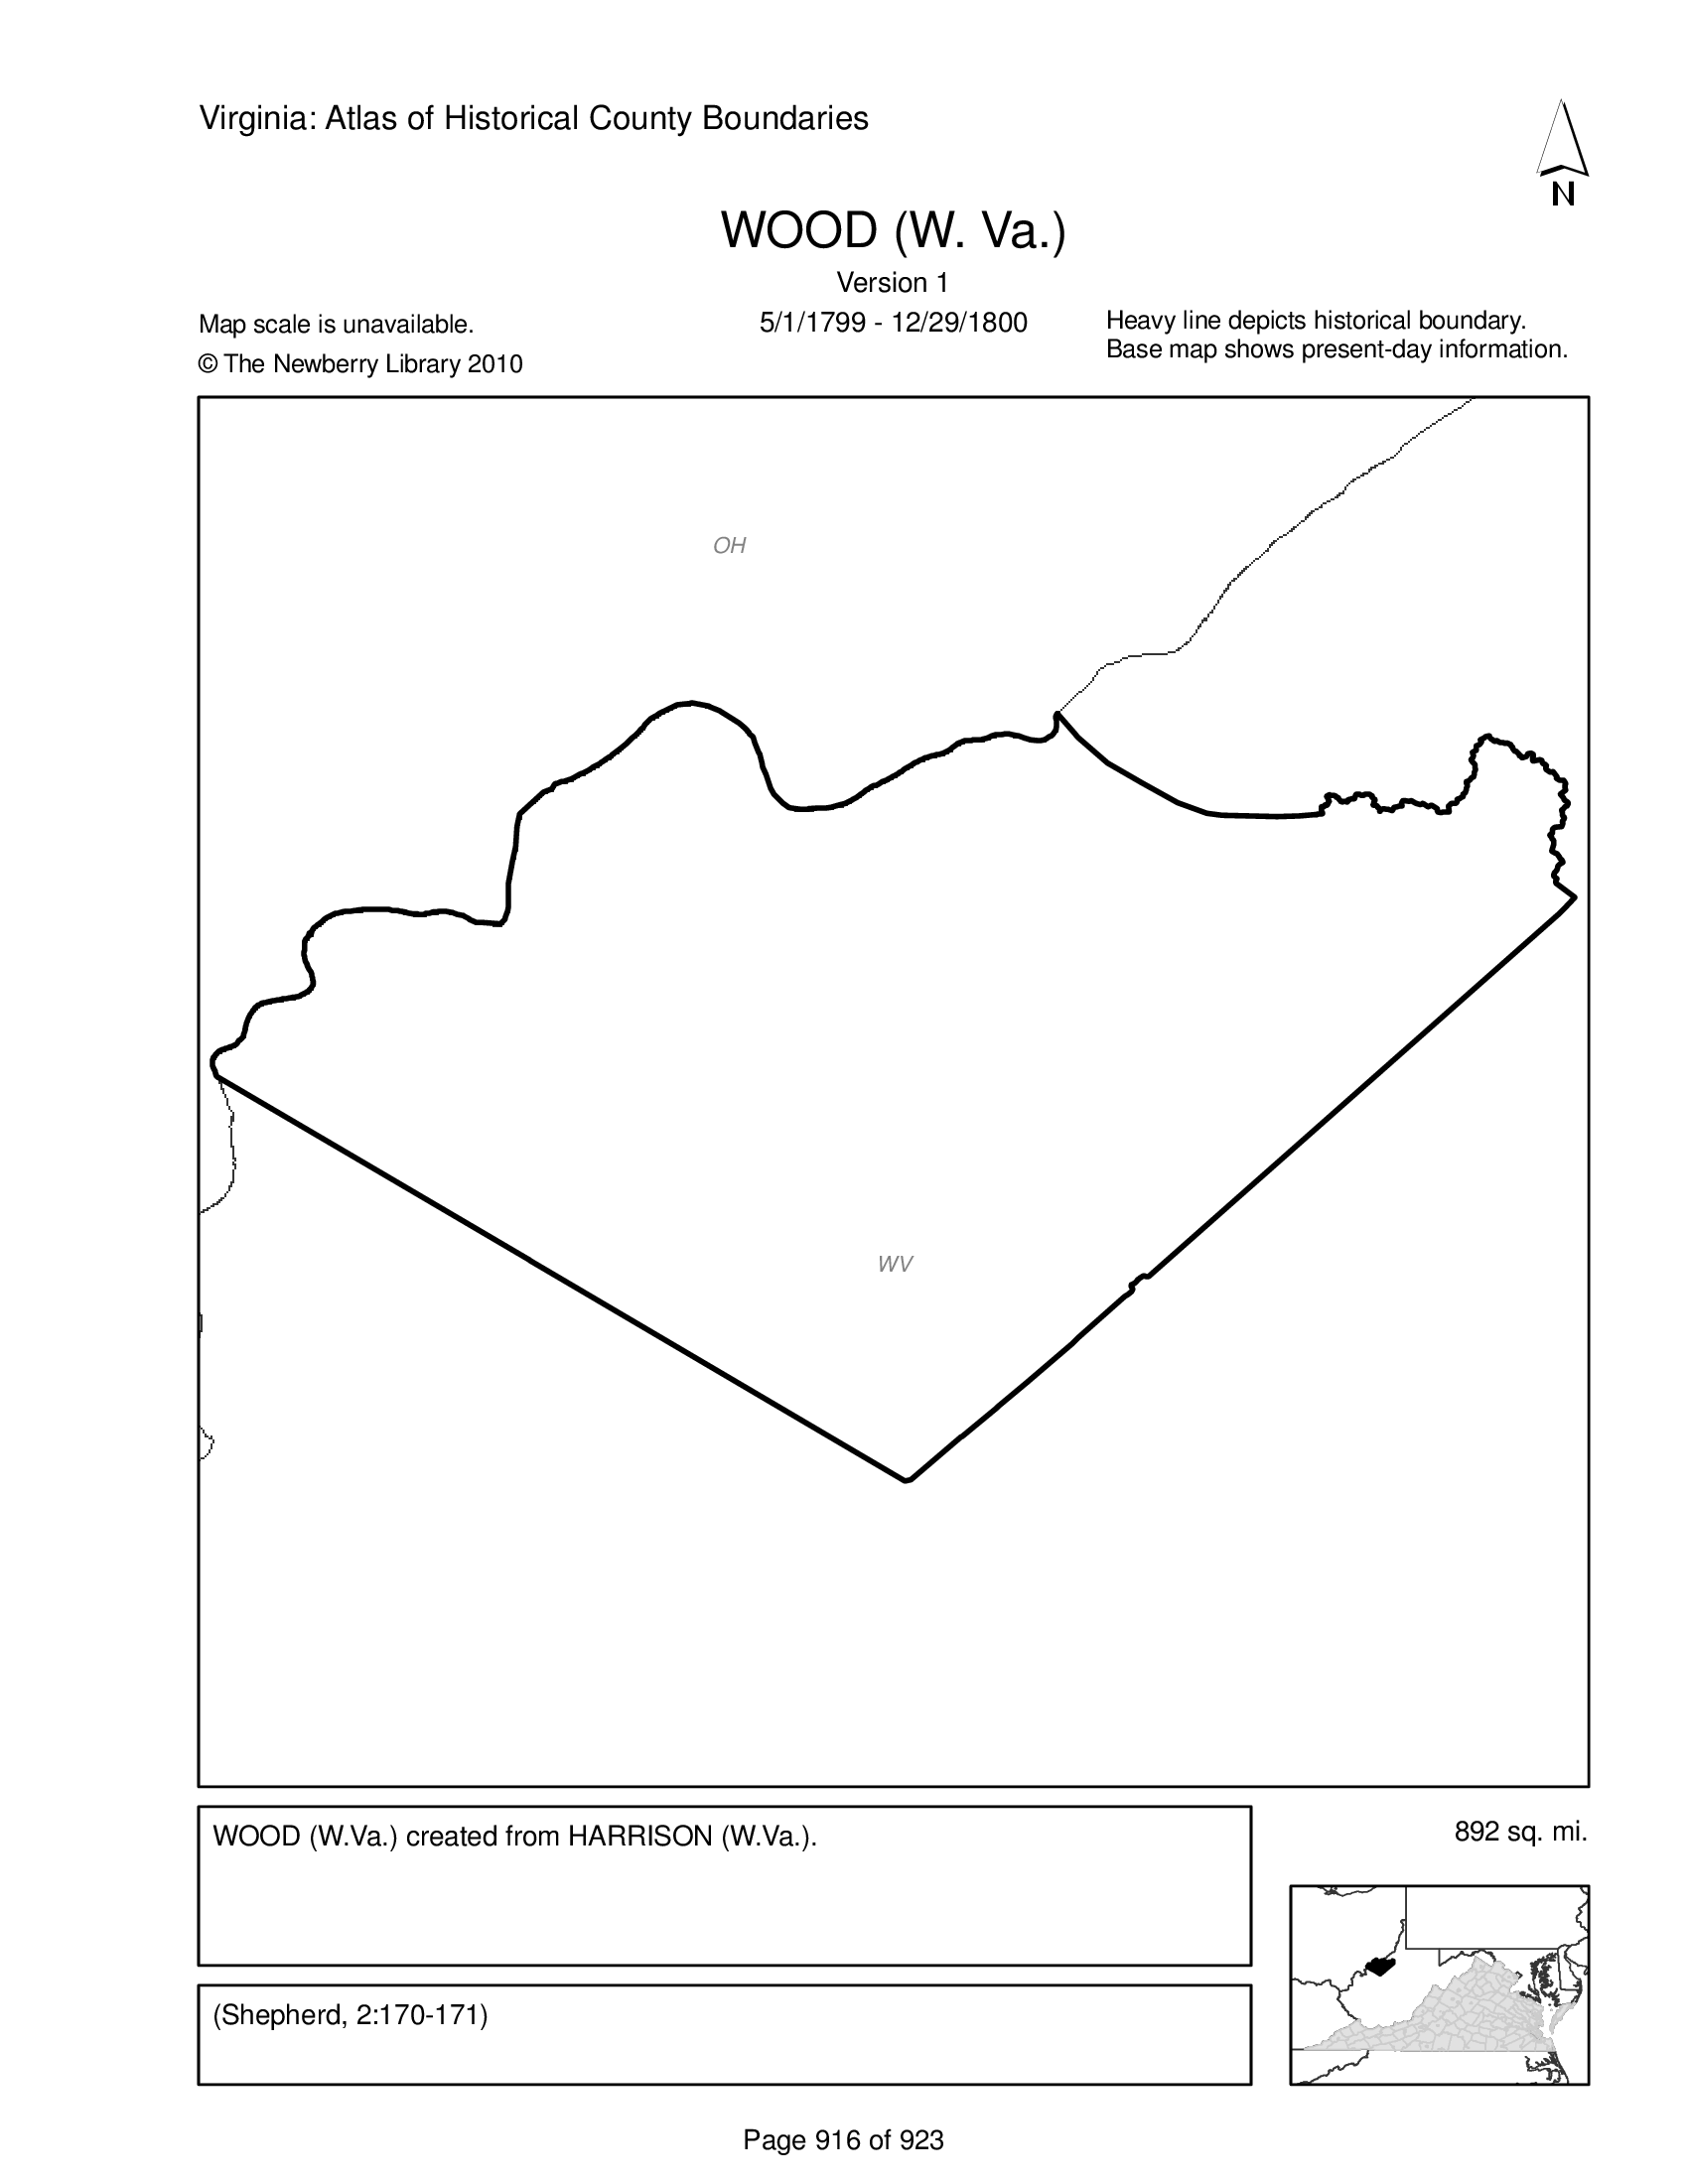 Virginia: Atlas of Historical County Boundaries
N
WOOD (W. Va.)
Version 1
5/1/1799 - 12/29/1800
Map scale is unavailable.
© The Newberry Library 2010
Heavy line depicts historical boundary.
Base map shows present-day information.
OH
WV
WOOD (W.Va.) created from HARRISON (W.Va.).
892 sq. mi.
(Shepherd, 2:170-171)
Page 916 of 923